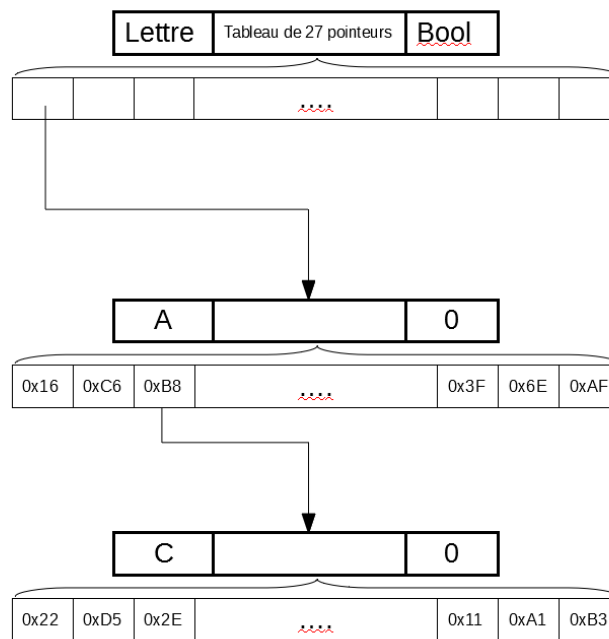 Lettre Tableau de 27 pointeurs Bool
....
A 0
0x16 0xC6 0xB8 .... 0x3F 0x6E 0xAF
C 0
0x22 0xD5 0x2E .... 0x11 0xA1 0xB3